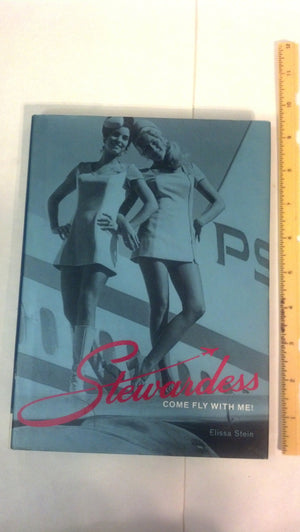 PS
Stewardess
COME FLY WITH ME!
Elissa Stein